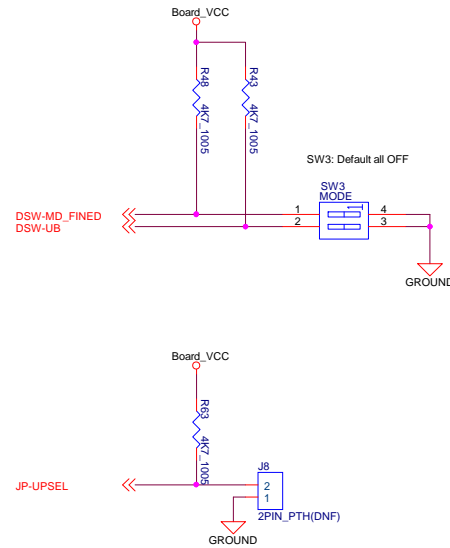 Board_VCC
R48
4K7_1005
R43
4K7_1005
SW3: Default all OFF
SW3
MODE
DSW-MD_FINED
DSW-UB
1
2
4
3
GROUND
Board_VCC
R63
4K7_1005
JP-UPSEL
J8
2
1
2PIN_PTH(DNF)
GROUND